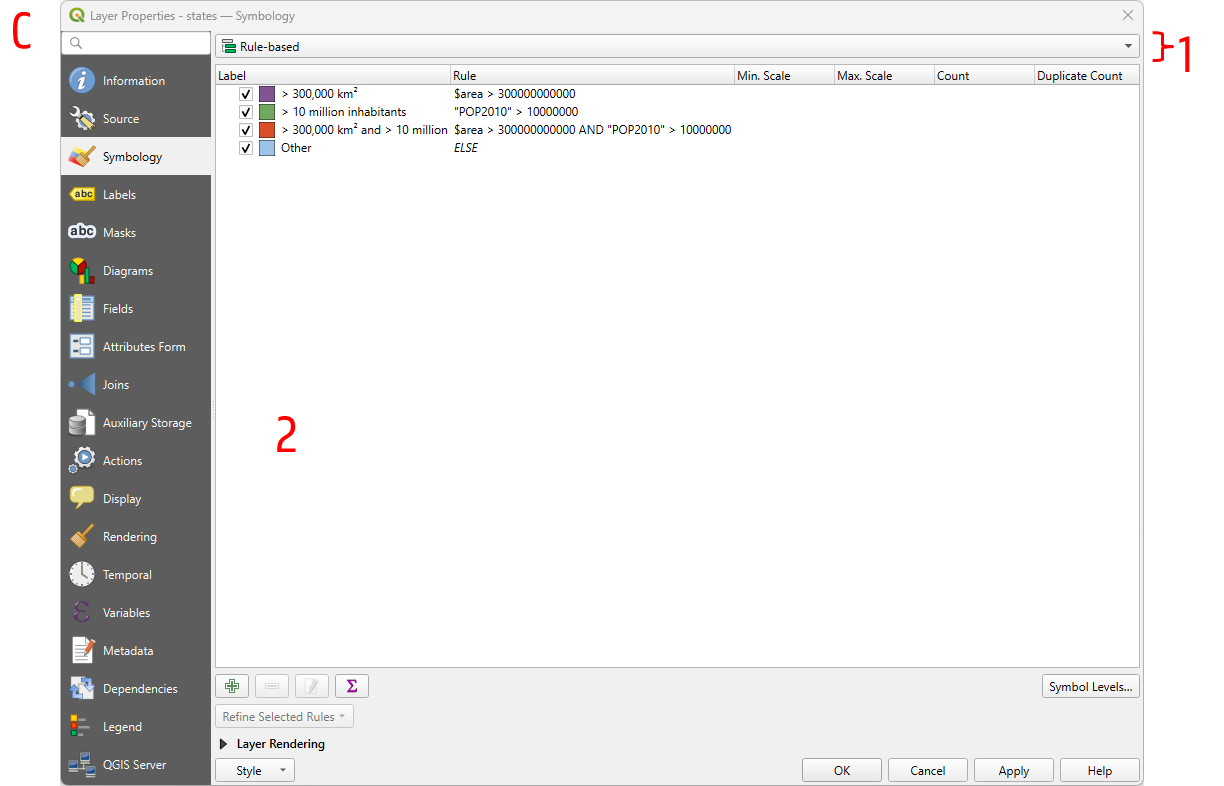 C
Layer Properties - states — Symbology
Rule-based
1
Label Rule Min. Scale Max. Scale Count Duplicate Count
> 300,000 km² $area > 300000000000
> 10 million inhabitants "POP2010" > 10000000
> 300,000 km² and > 10 million $area > 300000000000 AND "POP2010" > 10000000
Other ELSE
Information
Source
Symbology
abc Labels
abc Masks
Diagrams
Fields
Attributes Form
Joins
Auxiliary Storage
Actions
Display
Rendering
Temporal
Variables
Metadata
Dependencies
Legend
QGIS Server
2
Σ
Symbol Levels...
Refine Selected Rules
Layer Rendering
Style OK Cancel Apply Help